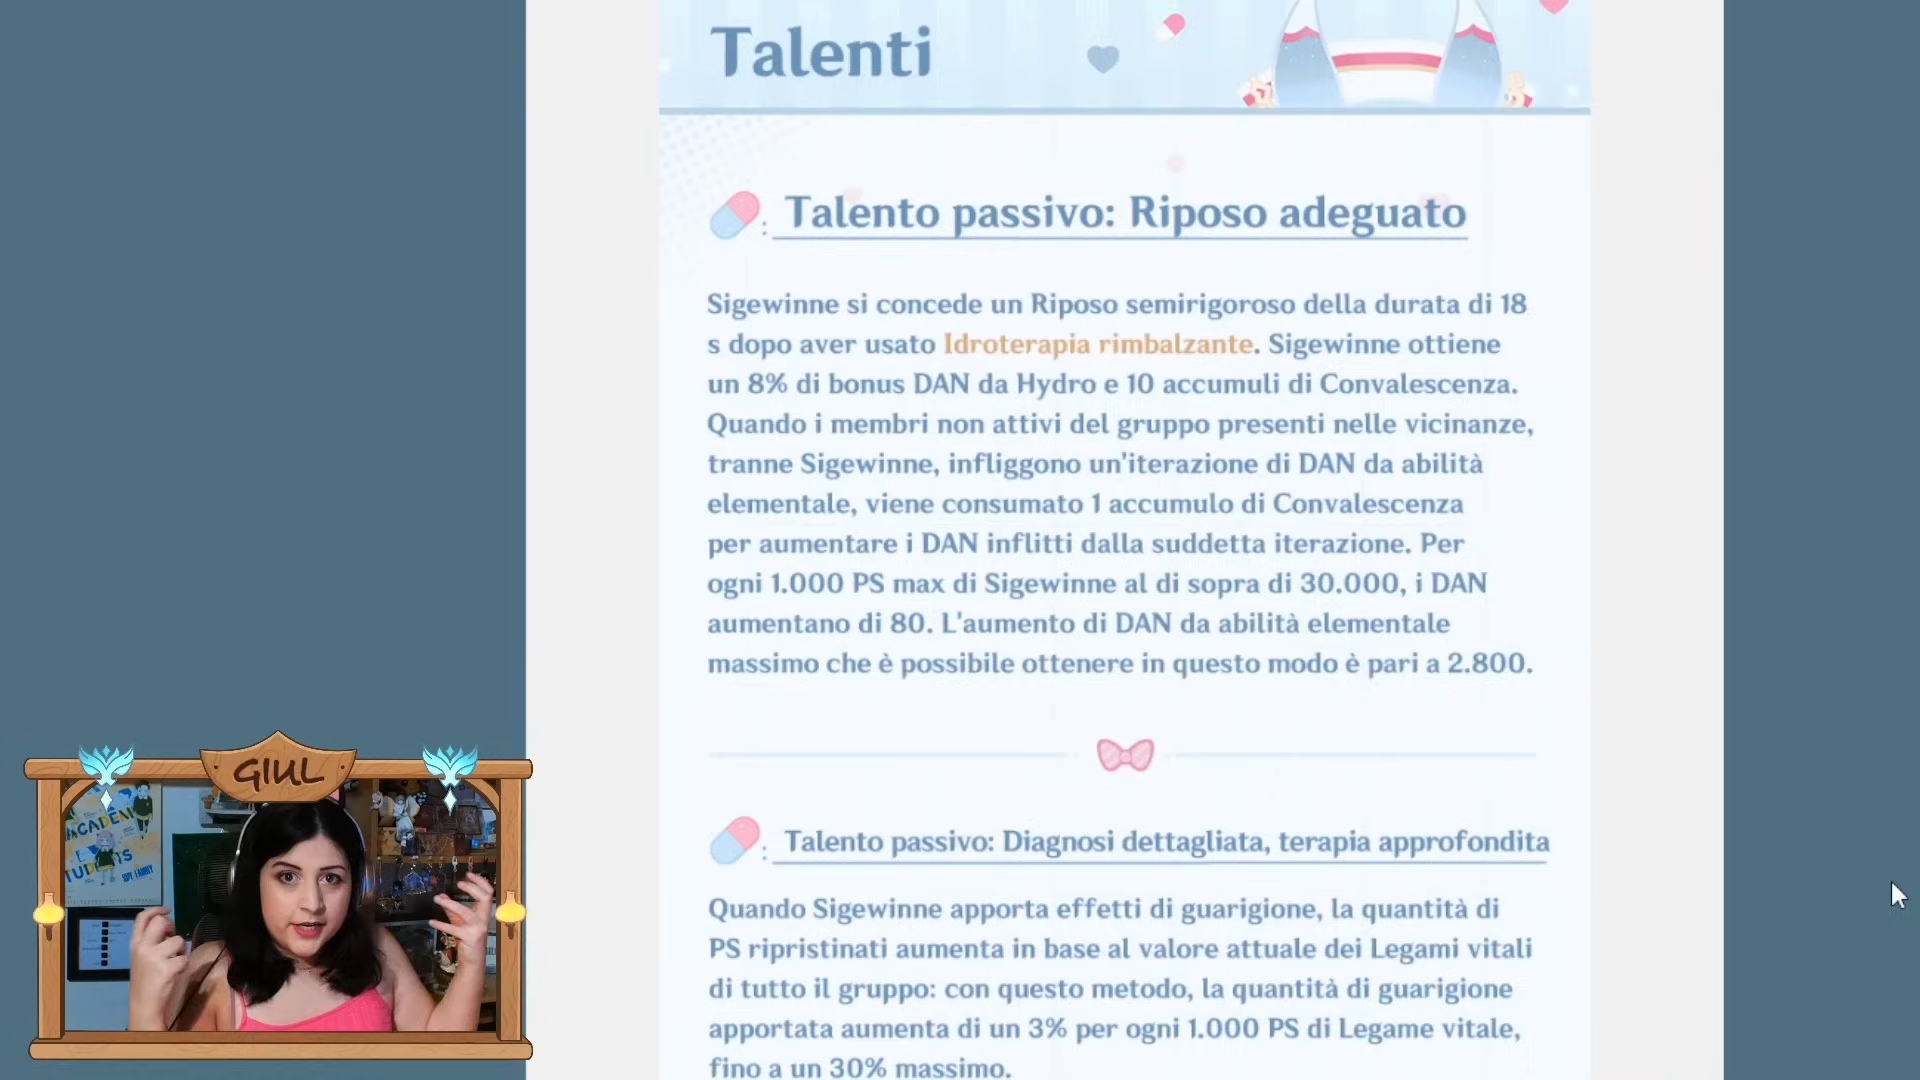 Talenti
Talento passivo: Riposo adeguato
Sigewinne si concede un Riposo semirigoroso della durata di 18
s dopo aver usato Idroterapia rimbalzante. Sigewinne ottiene
un 8% di bonus DAN da Hydro e 10 accumuli di Convalescenza.
Quando i membri non attivi del gruppo presenti nelle vicinanze,
tranne Sigewinne, infliggono un'iterazione di DAN da abilità
elementale, viene consumato 1 accumulo di Convalescenza
per aumentare i DAN inflitti dalla suddetta iterazione. Per
ogni 1.000 PS max di Sigewinne al di sopra di 30.000, i DAN
aumentano di 80. L'aumento di DAN da abilità elementale
massimo che è possibile ottenere in questo modo è pari a 2.800.
Talento passivo: Diagnosi dettagliata, terapia approfondita
Quando Sigewinne apporta effetti di guarigione, la quantità di
PS ripristinati aumenta in base al valore attuale dei Legami vitali
di tutto il gruppo: con questo metodo, la quantità di guarigione
apportata aumenta di un 3% per ogni 1.000 PS di Legame vitale,
fino a un 30% massimo.
GIUL
SPY FAMILY